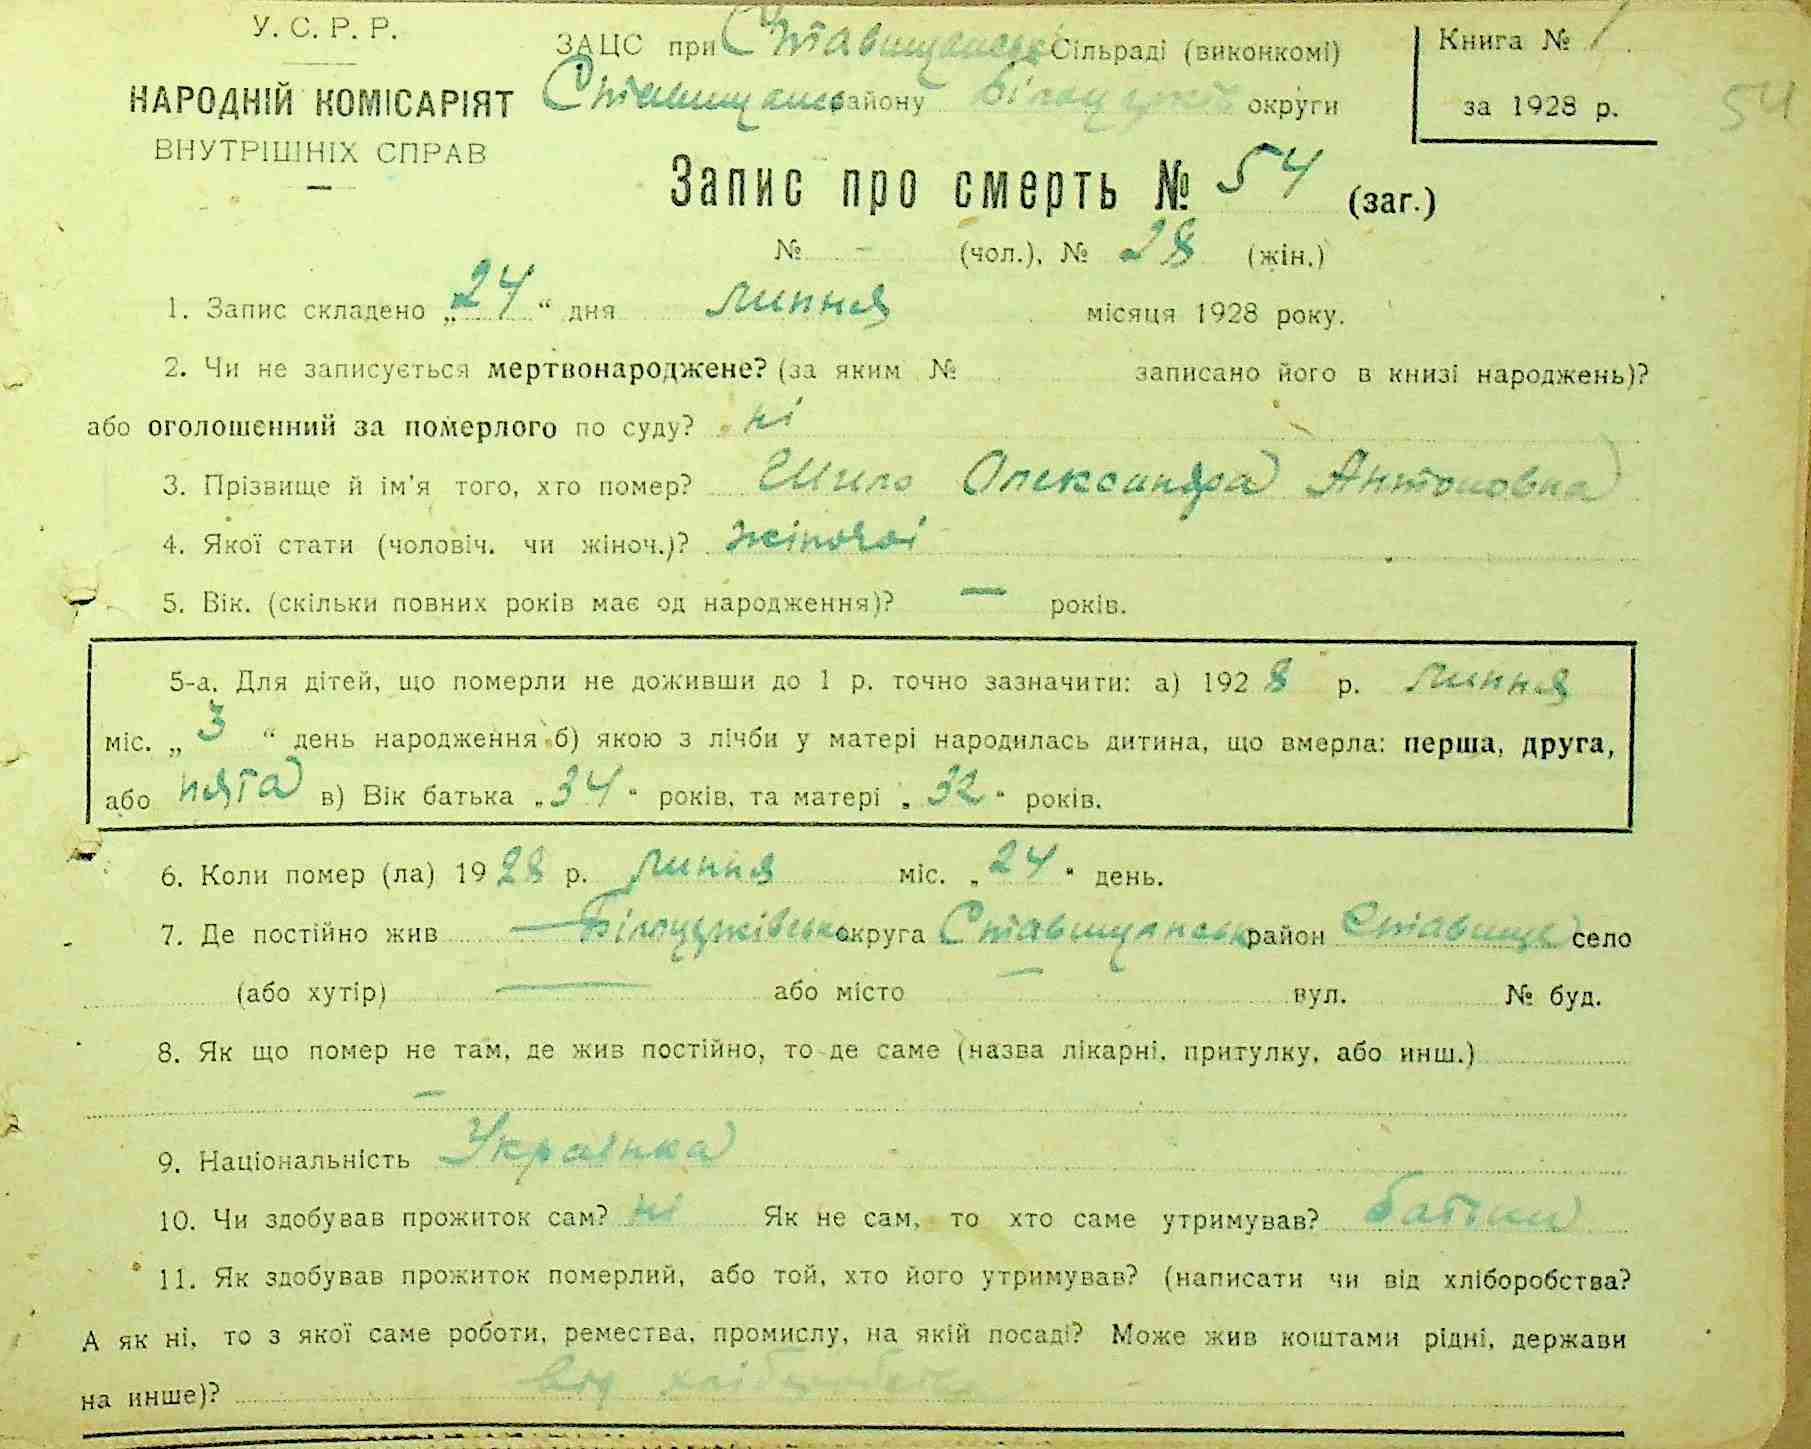 У. С. Р. Р.
НАРОДНІЙ КОМІСАРІЯТ
ВНУТРІШНІХ СПРАВ
ЗАЦС при Ставищанськ Сільраді (виконкомі)
Ставищанс району Білоцерків округи
Книга № 1
за 1928 р.
54
Запис про смерть № 54 (заг.)
№ - (чол.), № 28 (жін.)
1. Запис складено „24“ дня липня місяця 1928 року.
2. Чи не записується мертвонароджене? (за яким № записано його в книзі народжень)?
або оголошенний за померлого по суду? ні
3. Прізвище й ім'я того, хто помер? Шило Олександра Антоновна
4. Якої стати (чоловіч. чи жіноч.)? жіночої
5. Вік. (скільки повних років має од народження)? — років.
5-а. Для дітей, що померли не доживши до 1 р. точно зазначити: а) 1928 р. липня
міс. „3“ день народження б) якою з лічби у матері народилась дитина, що вмерла: перша, друга,
або пята в) Вік батька „34“ років, та матері „32“ років.
6. Коли помер (ла) 1928 р. липня міс. „24“ день.
7. Де постійно жив Білоцерківськ округа Ставищанськ район Ставище село
(або хутір) — або місто — вул. № буд.
8. Як що помер не там, де жив постійно, то де саме (назва лікарні, притулку, або инш.)
—
9. Національність Українка
10. Чи здобував прожиток сам? ні Як не сам, то хто саме утримував? батьки
11. Як здобував прожиток померлий, або той, хто його утримував? (написати чи від хліборобства?
А як ні, то з якої саме роботи, ремества, промислу, на якій посаді? Може жив коштами рідні, держави
на инше)? від хліборобства